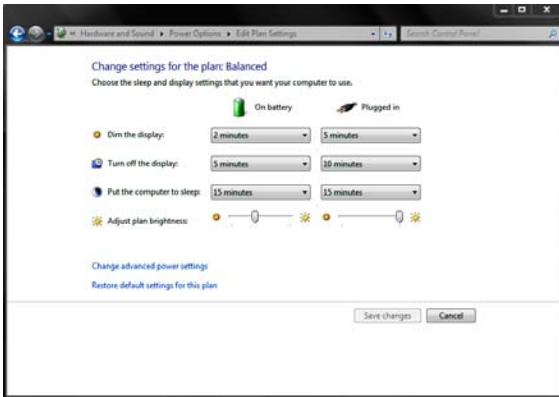 « Hardware and Sound ▸ Power Options ▸ Edit Plan Settings
Search Control Panel
Change settings for the plan: Balanced
Choose the sleep and display settings that you want your computer to use.
On battery Plugged in
Dim the display: 2 minutes 5 minutes
Turn off the display: 5 minutes 10 minutes
Put the computer to sleep: 15 minutes 15 minutes
Adjust plan brightness:
Change advanced power settings
Restore default settings for this plan
Save changes Cancel